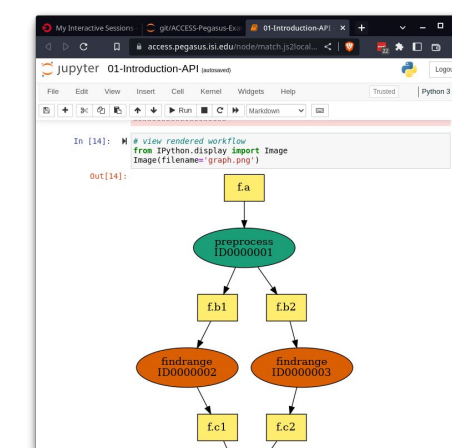 My Interactive Sessions
git/ACCESS-Pegasus-Exa
01-Introduction-API
access.pegasus.isi.edu/node/match.js2local...
22
jupyter 01-Introduction-API (autosaved)
Logou
File Edit View Insert Cell Kernel Widgets Help
Trusted
Python 3
Run
Markdown
In [14]:
# view rendered workflow
from IPython.display import Image
Image(filename='graph.png')
Out[14]:
f.a
preprocess
ID0000001
f.b1
f.b2
findrange
ID0000002
findrange
ID0000003
f.c1
f.c2